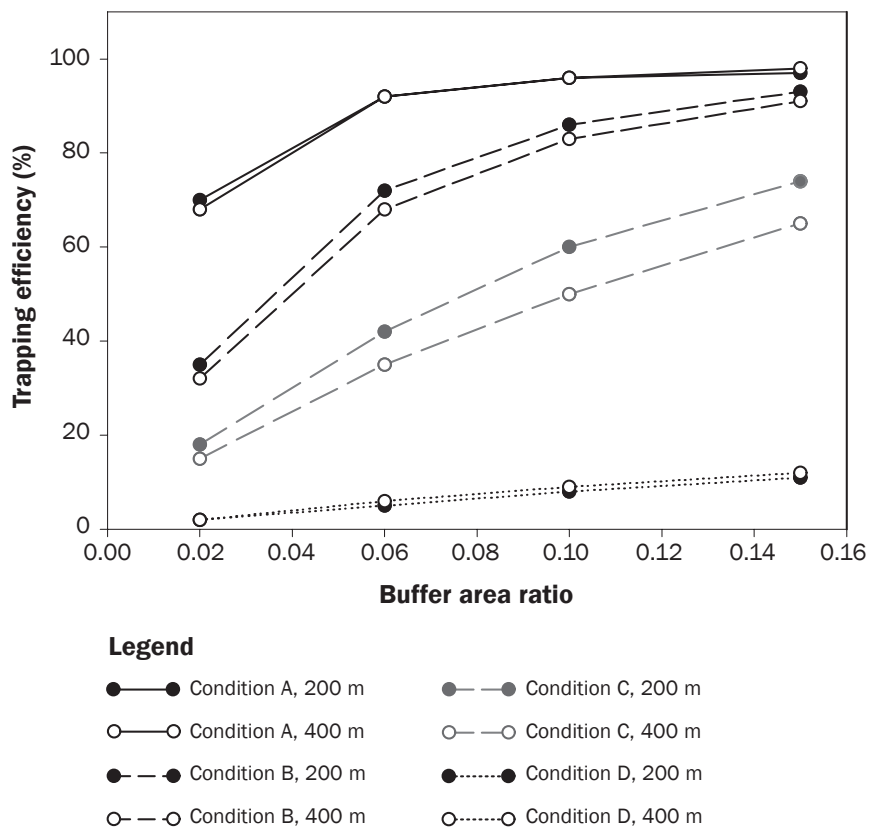 100
80
60
40
20
0
Trapping efficiency (%)
0.00 0.02 0.04 0.06 0.08 0.10 0.12 0.14 0.16
Buffer area ratio
Legend
Condition A, 200 m
Condition A, 400 m
Condition B, 200 m
Condition B, 400 m
Condition C, 200 m
Condition C, 400 m
Condition D, 200 m
Condition D, 400 m